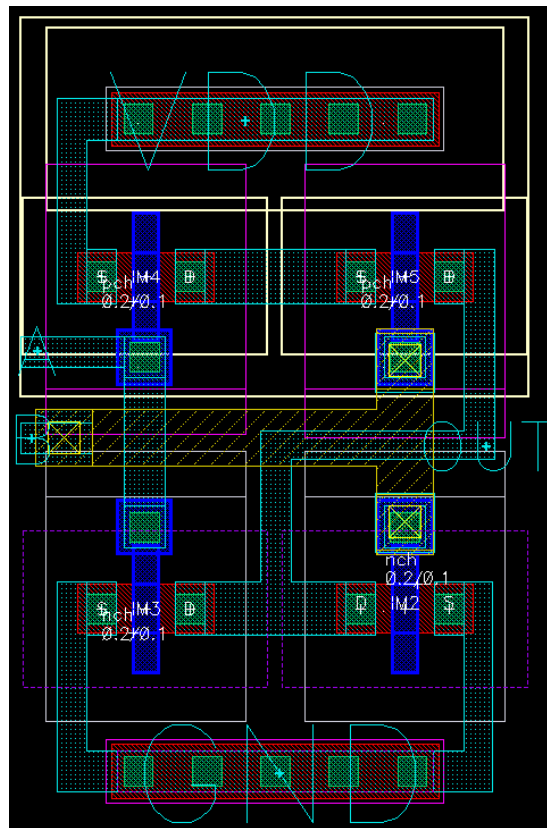 VDD
S IM4 D
pch
0.2/0.1
S IM5 D
pch
0.2/0.1
A
B
OUT
nch
0.2/0.1
S IM3 D
nch
0.2/0.1
D IM2 S
GND